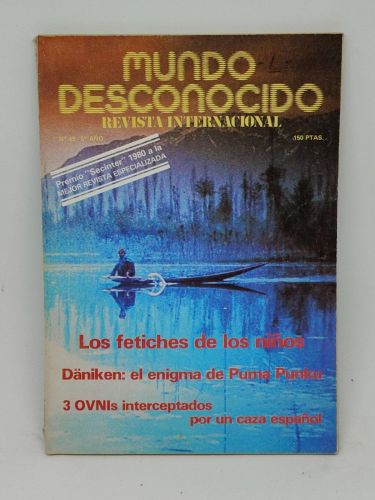 MUNDO
DESCONOCIDO
REVISTA INTERNACIONAL
150 PTAS.
Premio "Secinter" 1980 a la
MEJOR REVISTA ESPECIALIZADA
Los fetiches de los niños
Däniken: el enigma de Puma Punku
3 OVNIs interceptados
por un caza español